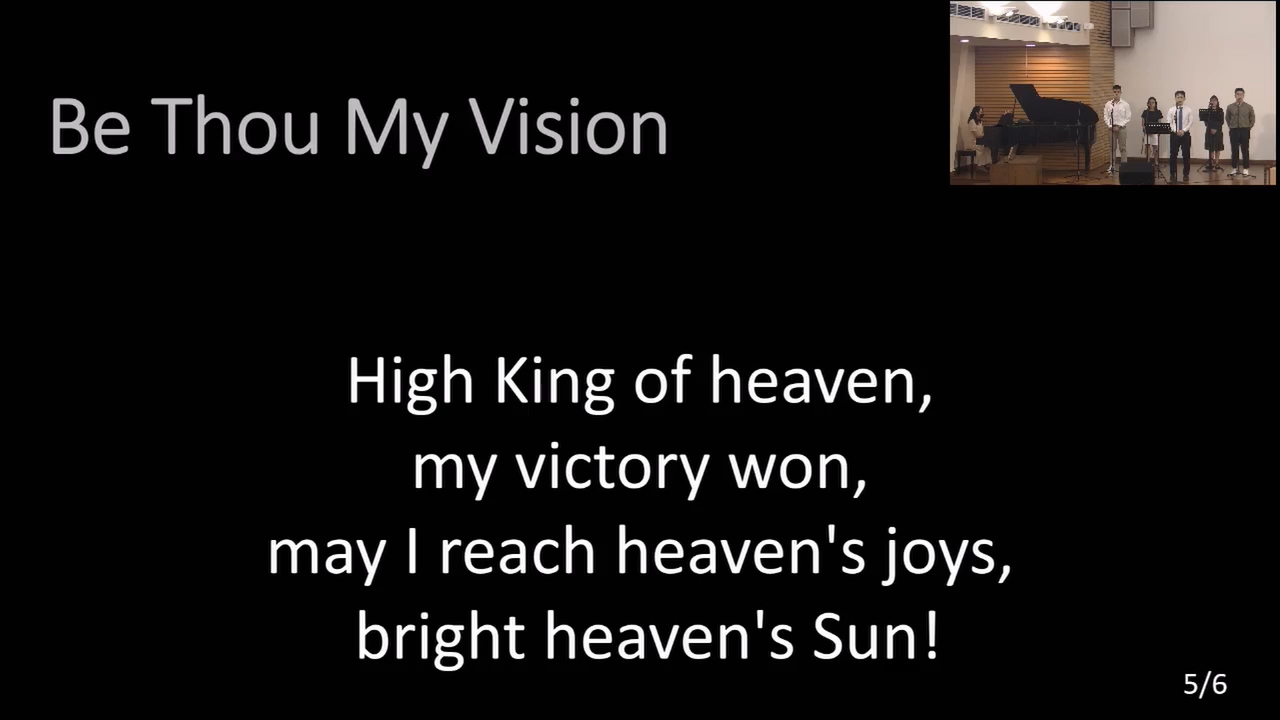 Be Thou My Vision
High King of heaven,
my victory won,
may I reach heaven's joys,
bright heaven's Sun!
5/6